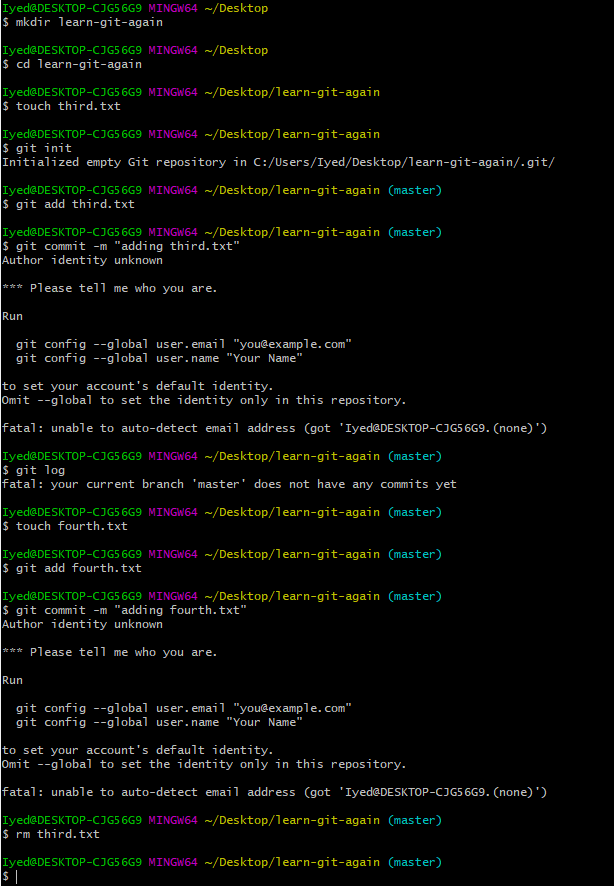 Iyed@DESKTOP-CJG56G9 MINGW64 ~/Desktop
$ mkdir learn-git-again
Iyed@DESKTOP-CJG56G9 MINGW64 ~/Desktop
$ cd learn-git-again
Iyed@DESKTOP-CJG56G9 MINGW64 ~/Desktop/learn-git-again
$ touch third.txt
Iyed@DESKTOP-CJG56G9 MINGW64 ~/Desktop/learn-git-again
$ git init
Initialized empty Git repository in C:/Users/Iyed/Desktop/learn-git-again/.git/
Iyed@DESKTOP-CJG56G9 MINGW64 ~/Desktop/learn-git-again (master)
$ git add third.txt
Iyed@DESKTOP-CJG56G9 MINGW64 ~/Desktop/learn-git-again (master)
$ git commit -m "adding third.txt"
Author identity unknown
*** Please tell me who you are.
Run
git config --global user.email "you@example.com"
git config --global user.name "Your Name"
to set your account's default identity.
Omit --global to set the identity only in this repository.
fatal: unable to auto-detect email address (got 'Iyed@DESKTOP-CJG56G9.(none)')
Iyed@DESKTOP-CJG56G9 MINGW64 ~/Desktop/learn-git-again (master)
$ git log
fatal: your current branch 'master' does not have any commits yet
Iyed@DESKTOP-CJG56G9 MINGW64 ~/Desktop/learn-git-again (master)
$ touch fourth.txt
Iyed@DESKTOP-CJG56G9 MINGW64 ~/Desktop/learn-git-again (master)
$ git add fourth.txt
Iyed@DESKTOP-CJG56G9 MINGW64 ~/Desktop/learn-git-again (master)
$ git commit -m "adding fourth.txt"
Author identity unknown
*** Please tell me who you are.
Run
git config --global user.email "you@example.com"
git config --global user.name "Your Name"
to set your account's default identity.
Omit --global to set the identity only in this repository.
fatal: unable to auto-detect email address (got 'Iyed@DESKTOP-CJG56G9.(none)')
Iyed@DESKTOP-CJG56G9 MINGW64 ~/Desktop/learn-git-again (master)
$ rm third.txt
Iyed@DESKTOP-CJG56G9 MINGW64 ~/Desktop/learn-git-again (master)
$